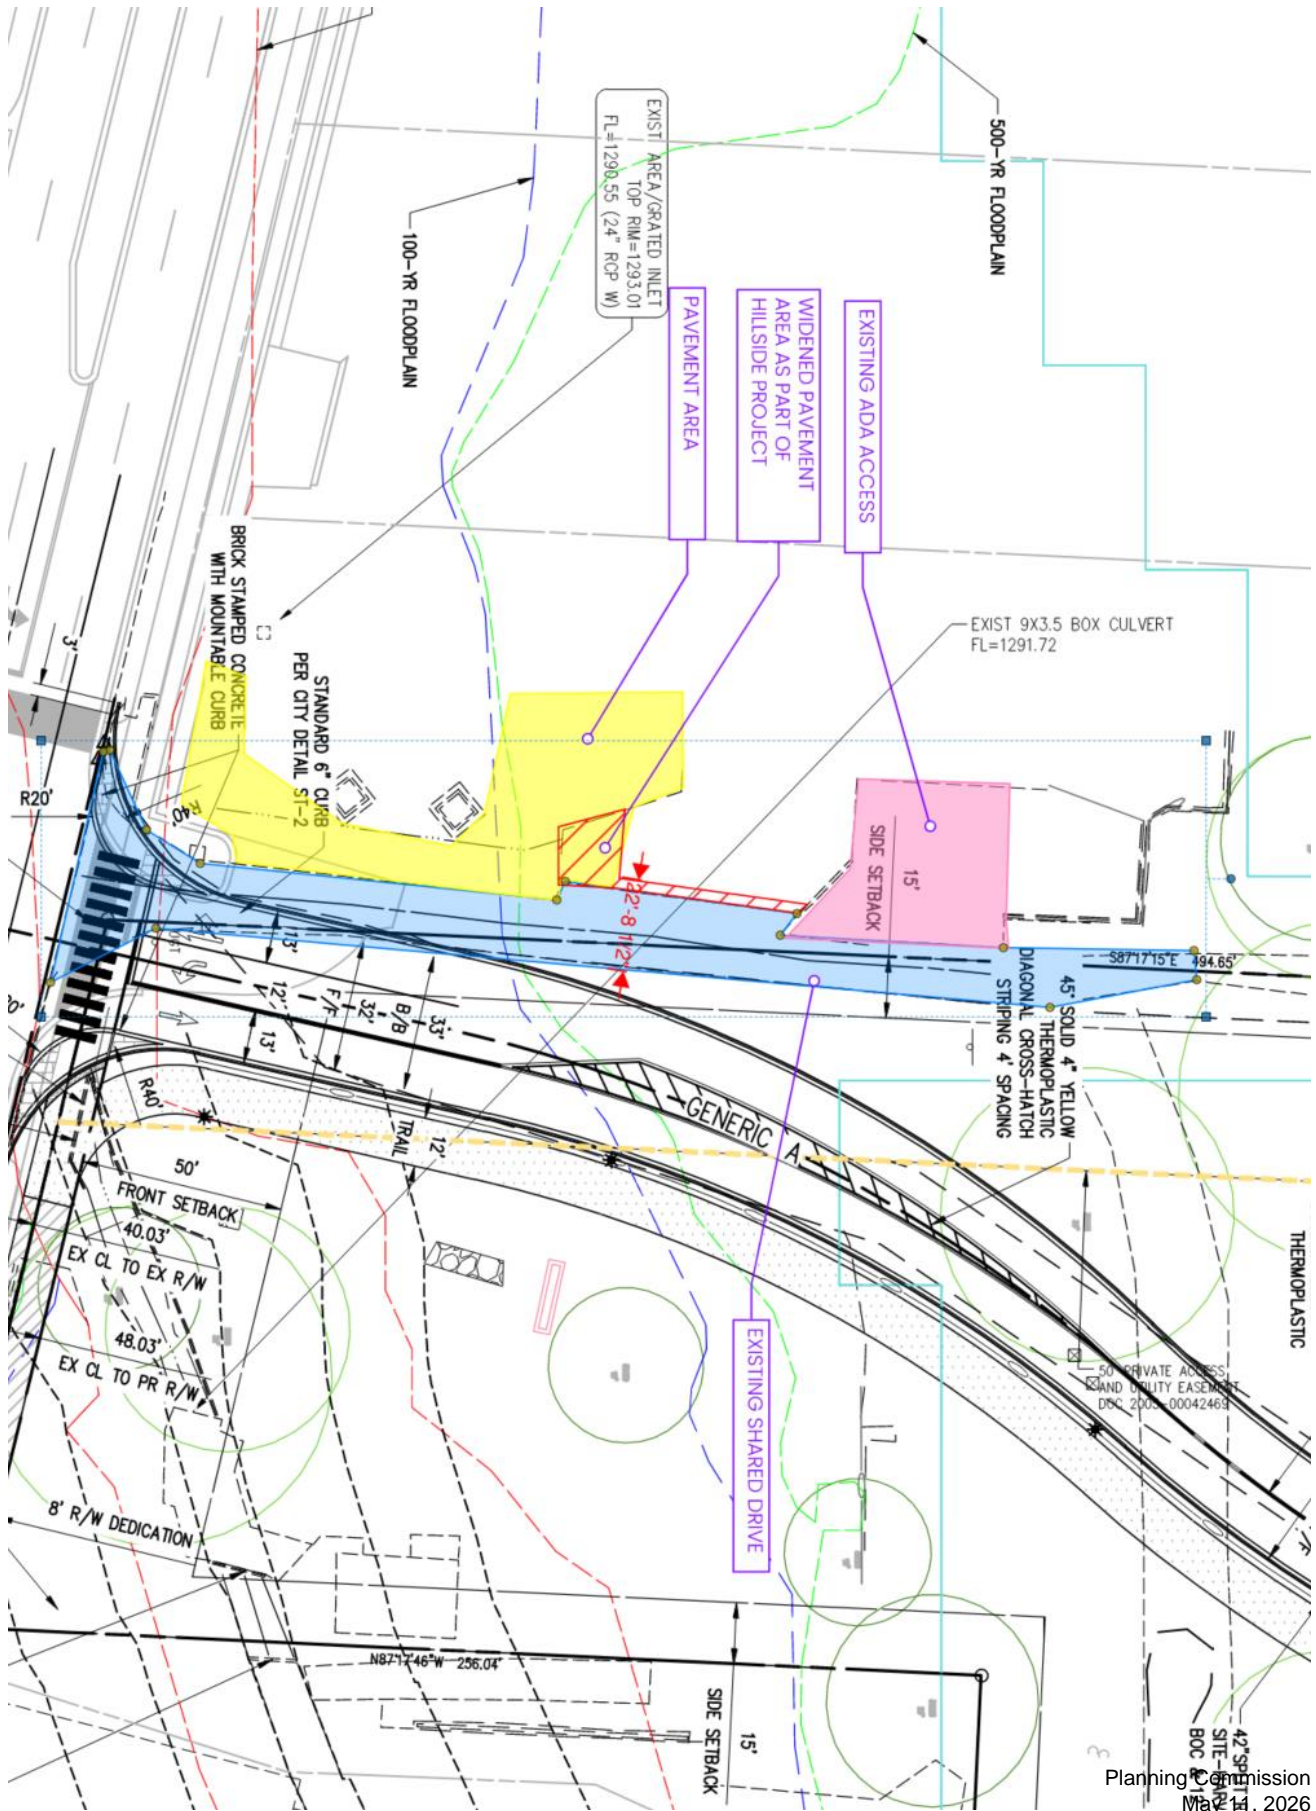 500-YR FLOODPLAIN
EXIST AREA/GRATED INLET
TOP RIM=1293.01
FL=1290.55 (24" RCP W)
100-YR FLOODPLAIN
PAVEMENT AREA
WIDENED PAVEMENT
AREA AS PART OF
HILLSIDE PROJECT
EXISTING ADA ACCESS
EXIST 9X3.5 BOX CULVERT
FL=1291.72
BRICK STAMPED CONCRETE
WITH MOUNTABLE CURB
STANDARD 6" CURB
PER CITY DETAIL ST-2
3'
R20'
40'
22'-8 1/2"
15'
SIDE SETBACK
S87°17'15"E 494.65'
45° SOLID 4" YELLOW
THERMOPLASTIC
DIAGONAL CROSS-HATCH
STRIPING 4' SPACING
13'
12'
13'
F/F
32'
B/B
33'
R40'
12'
TRAIL
GENERIC A
THERMOPLASTIC
50'
FRONT SETBACK
40.03'
EX CL TO EX R/W
48.03'
EX CL TO PR R/W
50' PRIVATE ACCESS
AND UTILITY EASEMENT
DOC 2005-00042469
EXISTING SHARED DRIVE
8' R/W DEDICATION
N87°17'46"W 256.04'
15'
SIDE SETBACK
3
Planning Commission
May 11, 2026